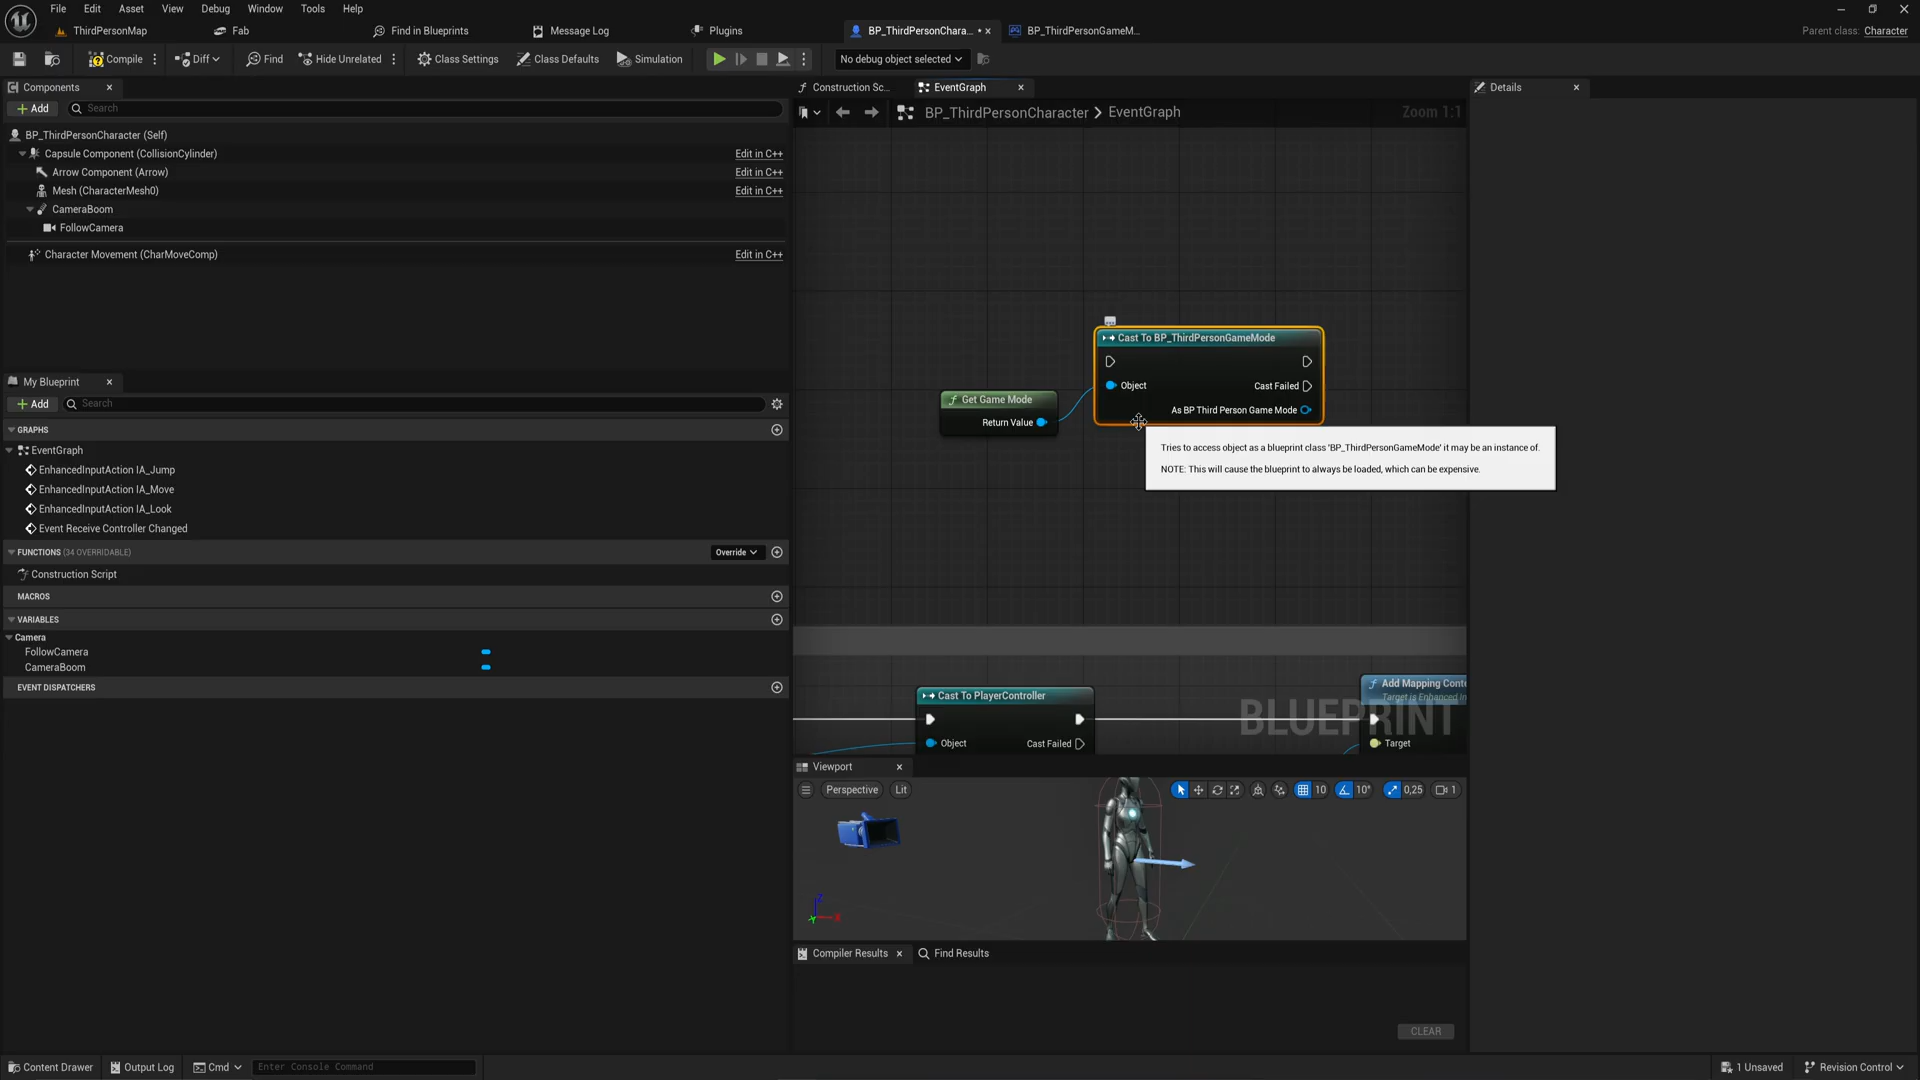 File Edit Asset View Debug Window Tools Help
ThirdPersonMap Fab Find in Blueprints Message Log Plugins BP_ThirdPersonChara... BP_ThirdPersonGameM... Parent class: Character
Compile Diff Find Hide Unrelated Class Settings Class Defaults Simulation No debug object selected
Components
Add Search
BP_ThirdPersonCharacter (Self)
Capsule Component (CollisionCylinder) Edit in C++
Arrow Component (Arrow) Edit in C++
Mesh (CharacterMesh0) Edit in C++
CameraBoom
FollowCamera
Character Movement (CharMoveComp) Edit in C++
My Blueprint
Add Search
GRAPHS
EventGraph
EnhancedInputAction IA_Jump
EnhancedInputAction IA_Move
EnhancedInputAction IA_Look
Event Receive Controller Changed
FUNCTIONS (34 OVERRIDABLE) Override
Construction Script
MACROS
VARIABLES
Camera
FollowCamera
CameraBoom
EVENT DISPATCHERS
Construction Sc... EventGraph
BP_ThirdPersonCharacter > EventGraph Zoom 1:1
Cast To BP_ThirdPersonGameMode
Object Cast Failed
As BP Third Person Game Mode
Get Game Mode
Return Value
Tries to access object as a blueprint class 'BP_ThirdPersonGameMode' it may be an instance of.
NOTE: This will cause the blueprint to always be loaded, which can be expensive.
Cast To PlayerController
Object Cast Failed
Add Mapping Conte
Target is Enhanced In
Target
BLUEPRINT
Viewport
Perspective Lit 10 10° 0,25 1
Z
X
Y
Compiler Results Find Results
CLEAR
Details
Content Drawer Output Log Cmd Enter Console Command 1 Unsaved Revision Control